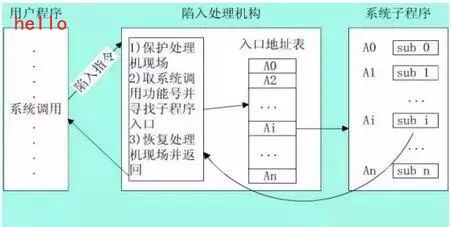 用户程序
hello
系统调用
陷入指令
陷入处理机构
1)保护处理
机现场
2)取系统调
用功能号并
寻找子程序
入口
3)恢复处理
机现场并返
回
入口地址表
A0
A2
...
Ai
...
An
系统子程序
A0 sub 0
A1 sub 1
...
Ai sub i
...
An sub n